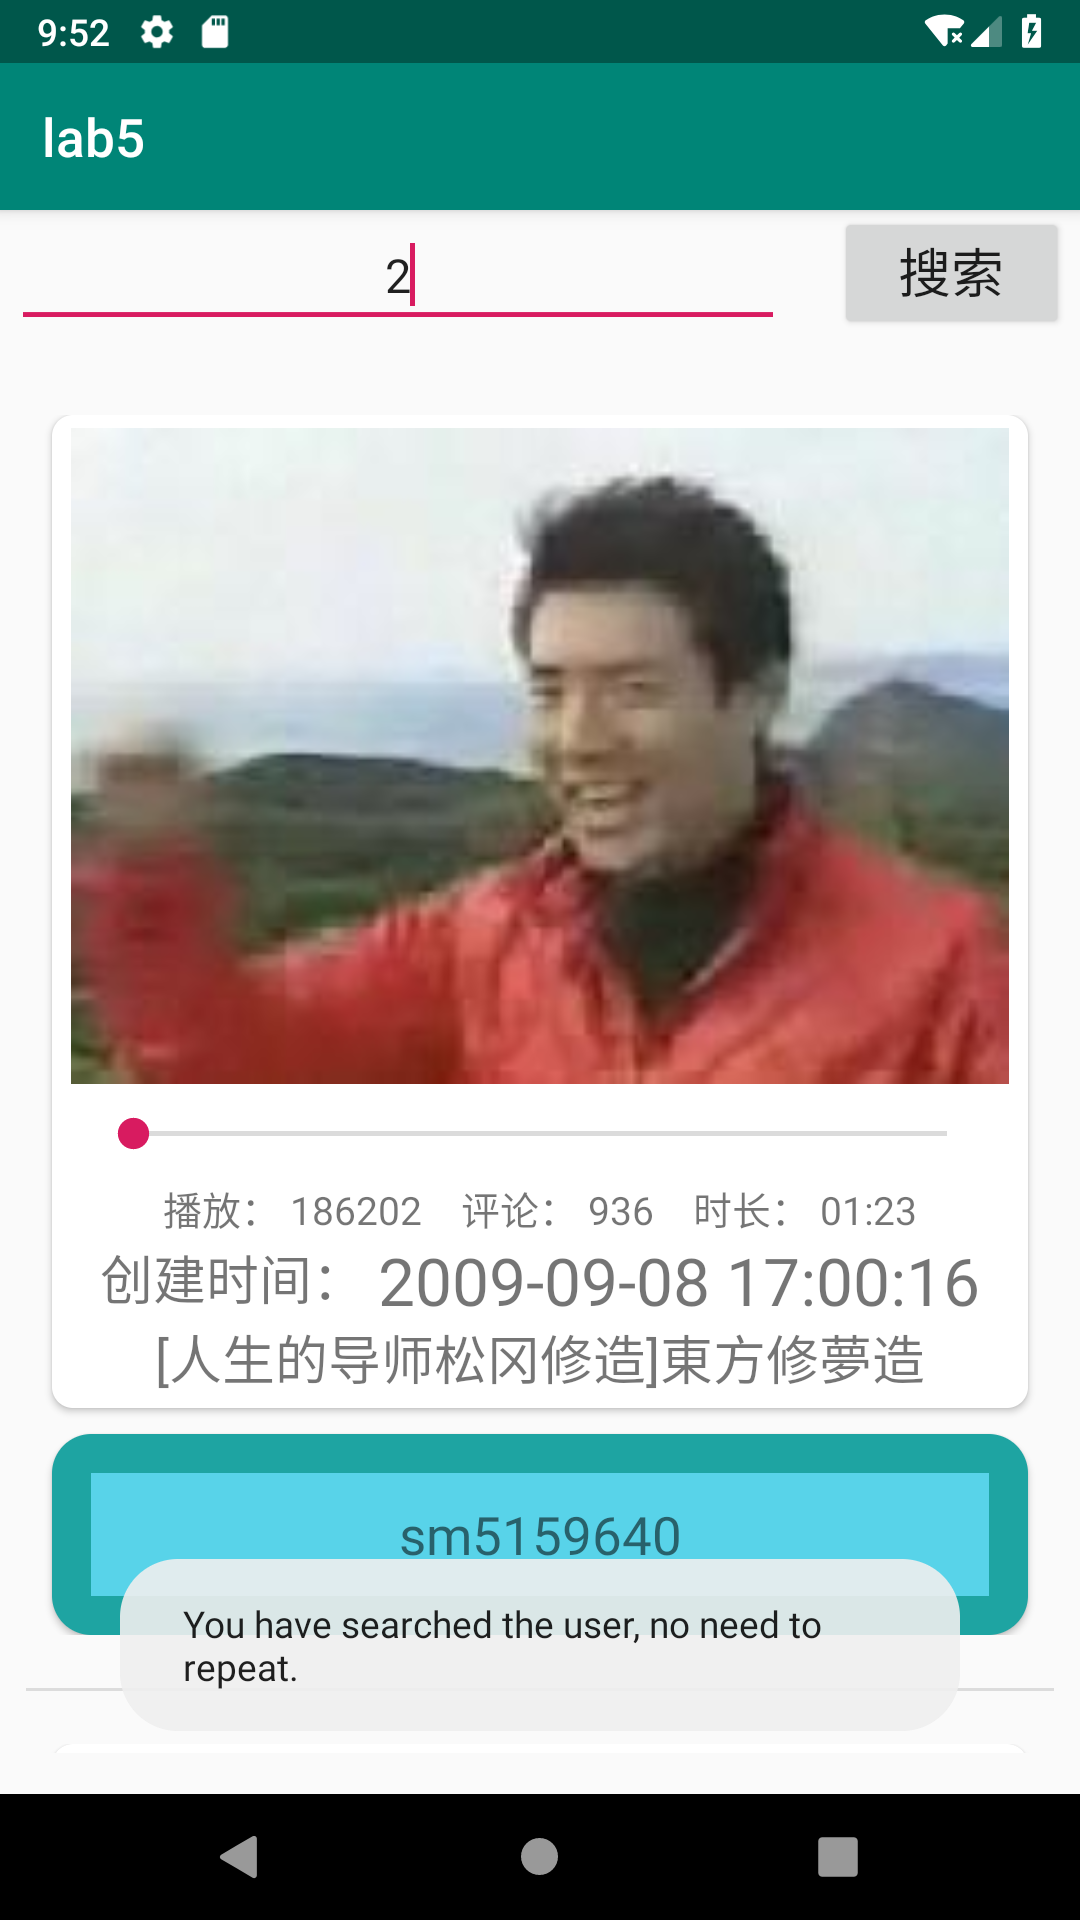 9:52
lab5
2
搜索
播放： 186202 评论： 936 时长： 01:23
创建时间： 2009-09-08 17:00:16
[人生的导师松冈修造]東方修夢造
sm5159640
You have searched the user, no need to
repeat.